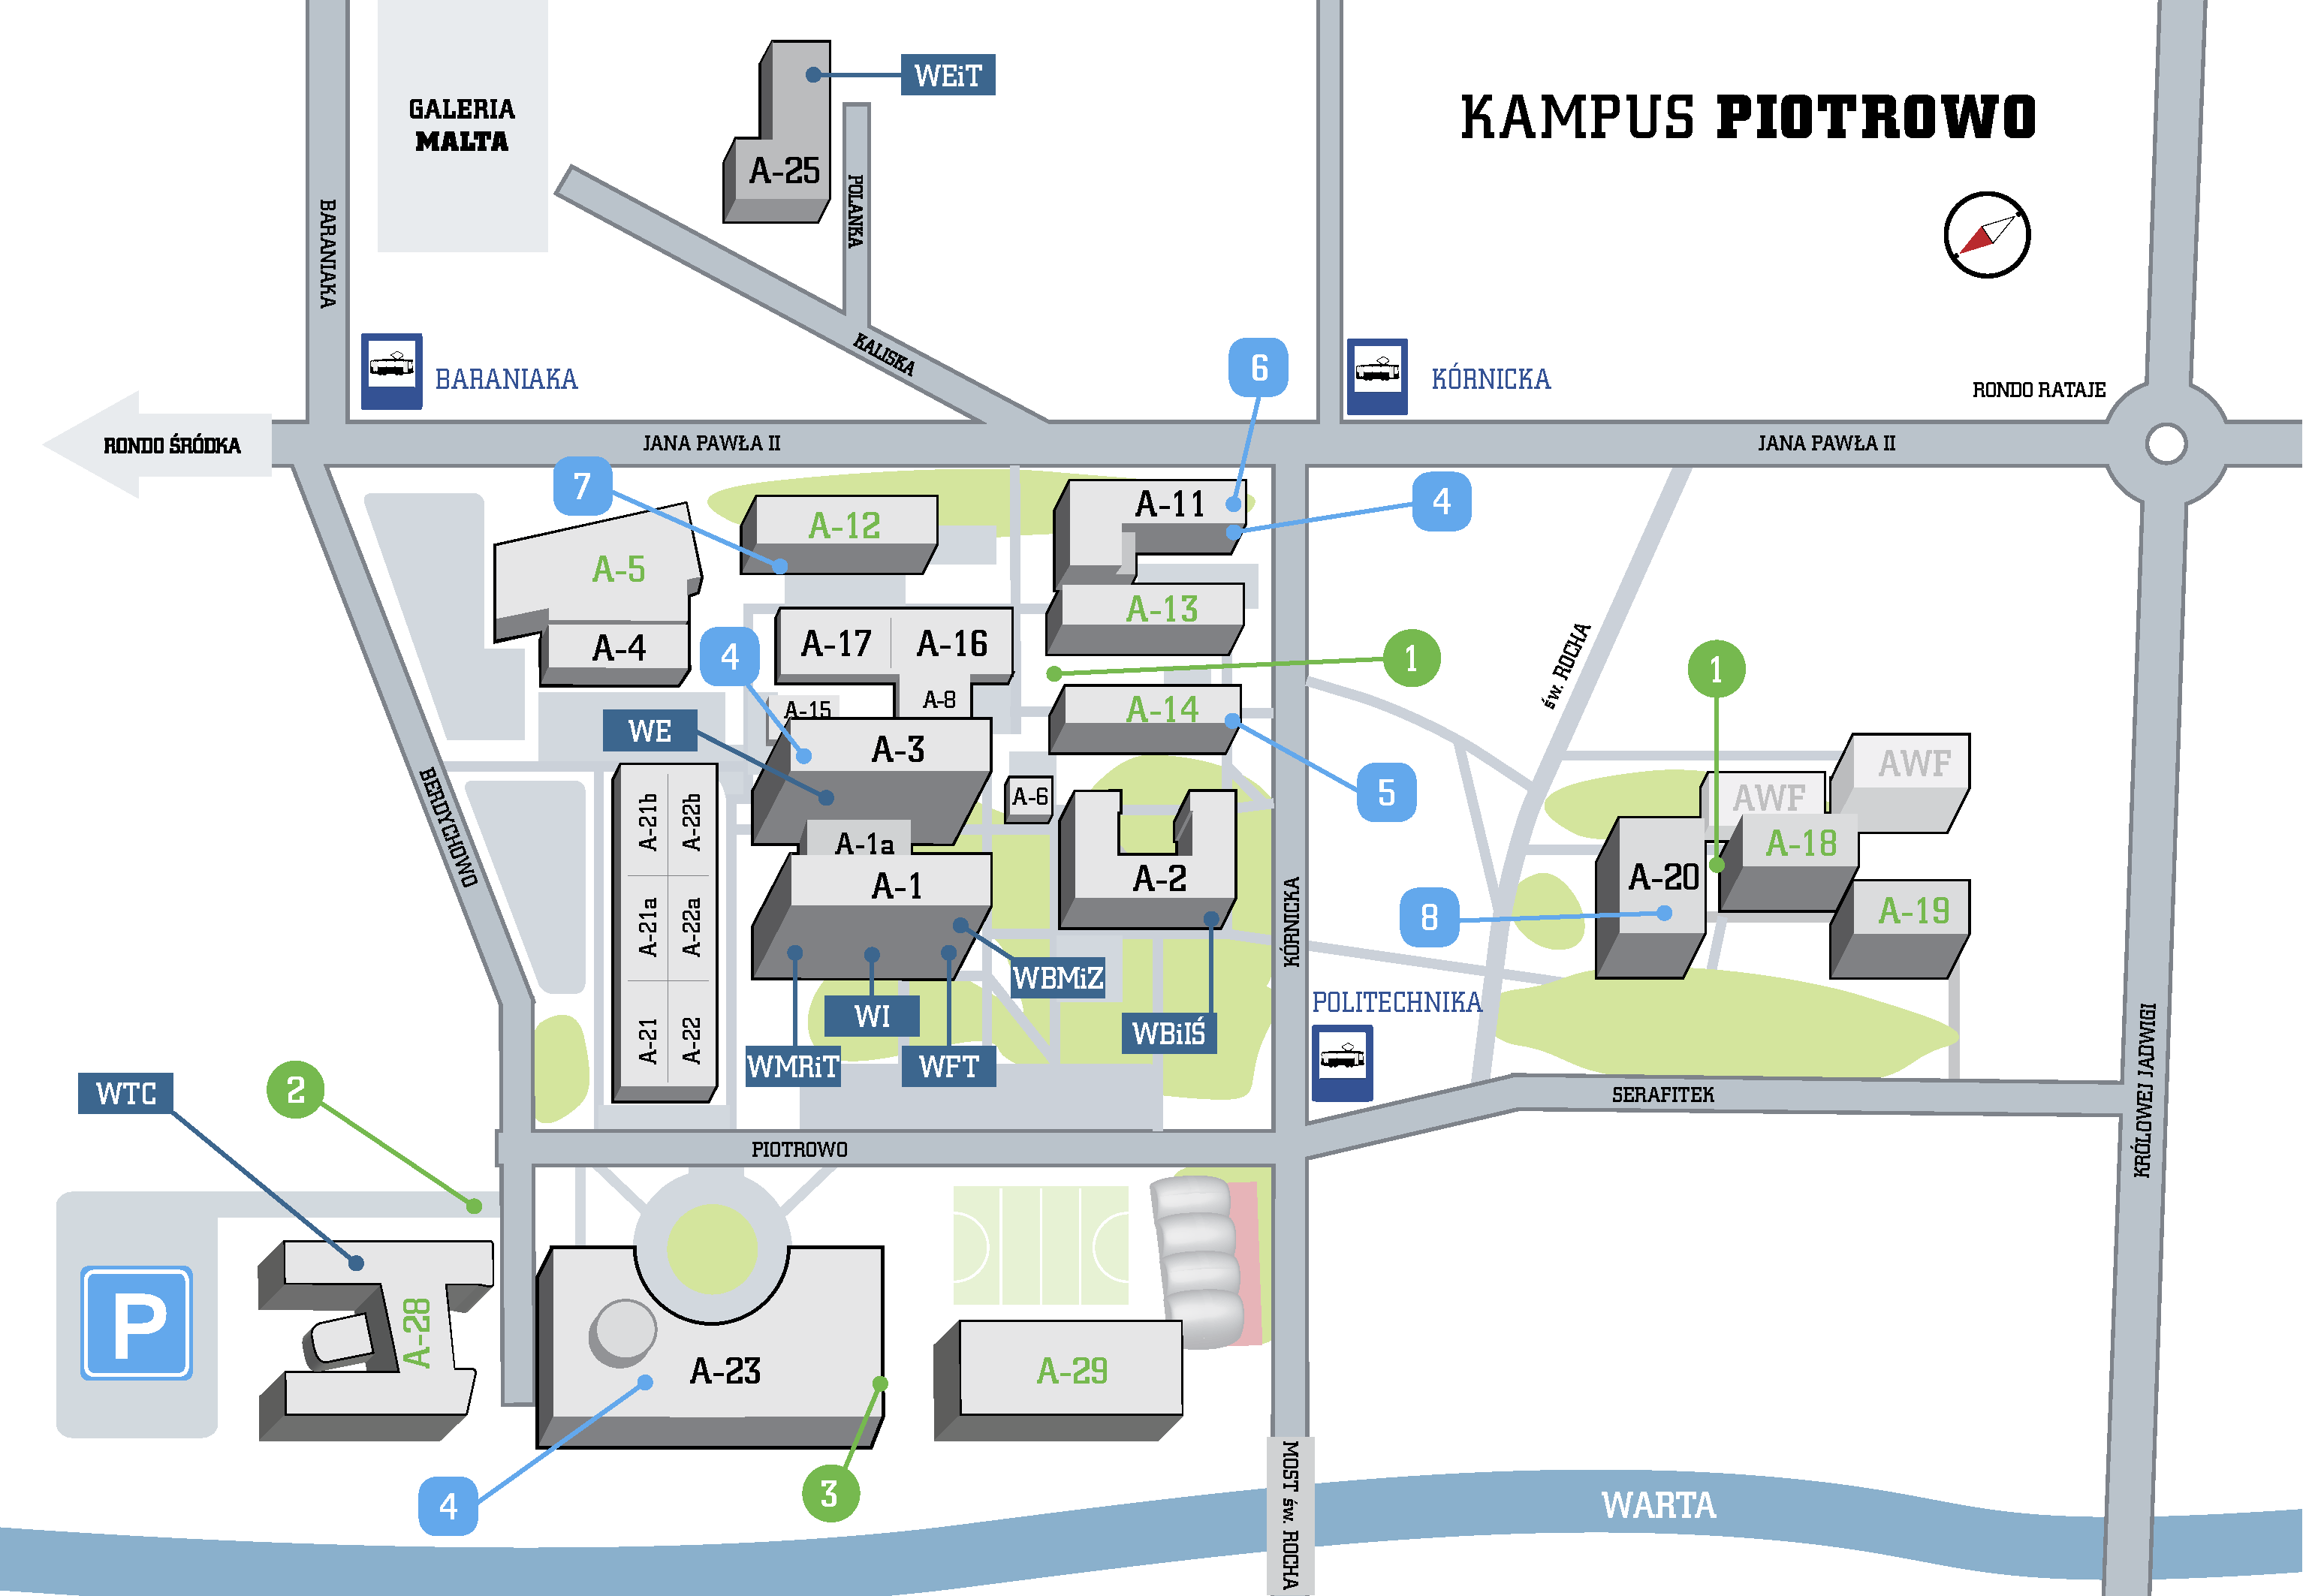 WEiT
GALERIA
MALTA
KAMPUS PIOTROWO
A-25
POLANKA
BARANIAKA
KALISKA
BARANIAKA
6
KÓRNICKA
RONDO RATAJE
RONDO ŚRÓDKA
JANA PAWŁA II
JANA PAWŁA II
7
A-12
A-11
4
A-5
A-13
A-4
4
A-17
A-16
1
1
św. ROCHA
A-15
A-8
A-14
WE
A-3
5
AWF
AWF
A-6
A-21b
A-22b
BERDYCHOWO
A-1a
A-18
A-1
A-2
A-20
8
A-19
A-21a
A-22a
KÓRNICKA
WBMiZ
WI
POLITECHNIKA
WBiIŚ
A-21
A-22
WMRiT
WFT
WTC
2
SERAFITEK
KRÓLOWEJ JADWIGI
PIOTROWO
P
A-28
A-23
A-29
4
3
MOST św. ROCHA
WARTA